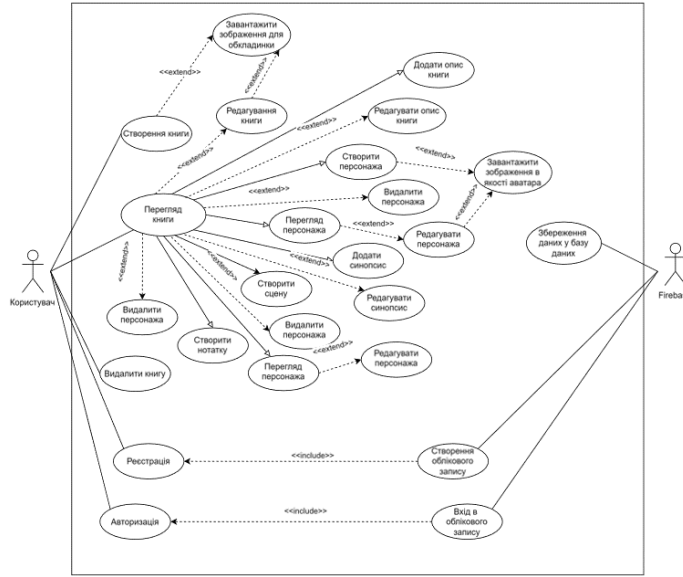 Завантажити
зображення для
обкладинки
<<extend>>
<<extend>>
Додати опис
книги
Створення книги
Редагування
книги
<<extend>>
Редагувати опис
книги
<<extend>>
Створити
персонажа
<<extend>>
Завантажити
зображення в
якості аватара
<<extend>>
Видалити
персонажа
<<extend>>
Перегляд
книги
Перегляд
персонажа
<<extend>>
Редагувати
персонажа
Збереження
даних у базу
даних
<<extend>>
<<extend>>
Додати
синопсис
<<extend>>
Створити
сцену
Редагувати
синопсис
Користувач
Fireba
Видалити
персонажа
Видалити
персонажа
Створити
нотатку
<<extend>>
Перегляд
персонажа
Редагувати
персонажа
Видалити книгу
Реєстрація
<<include>>
Створення
облікового
запису
Авторизація
<<include>>
Вхід в
облікового
запису